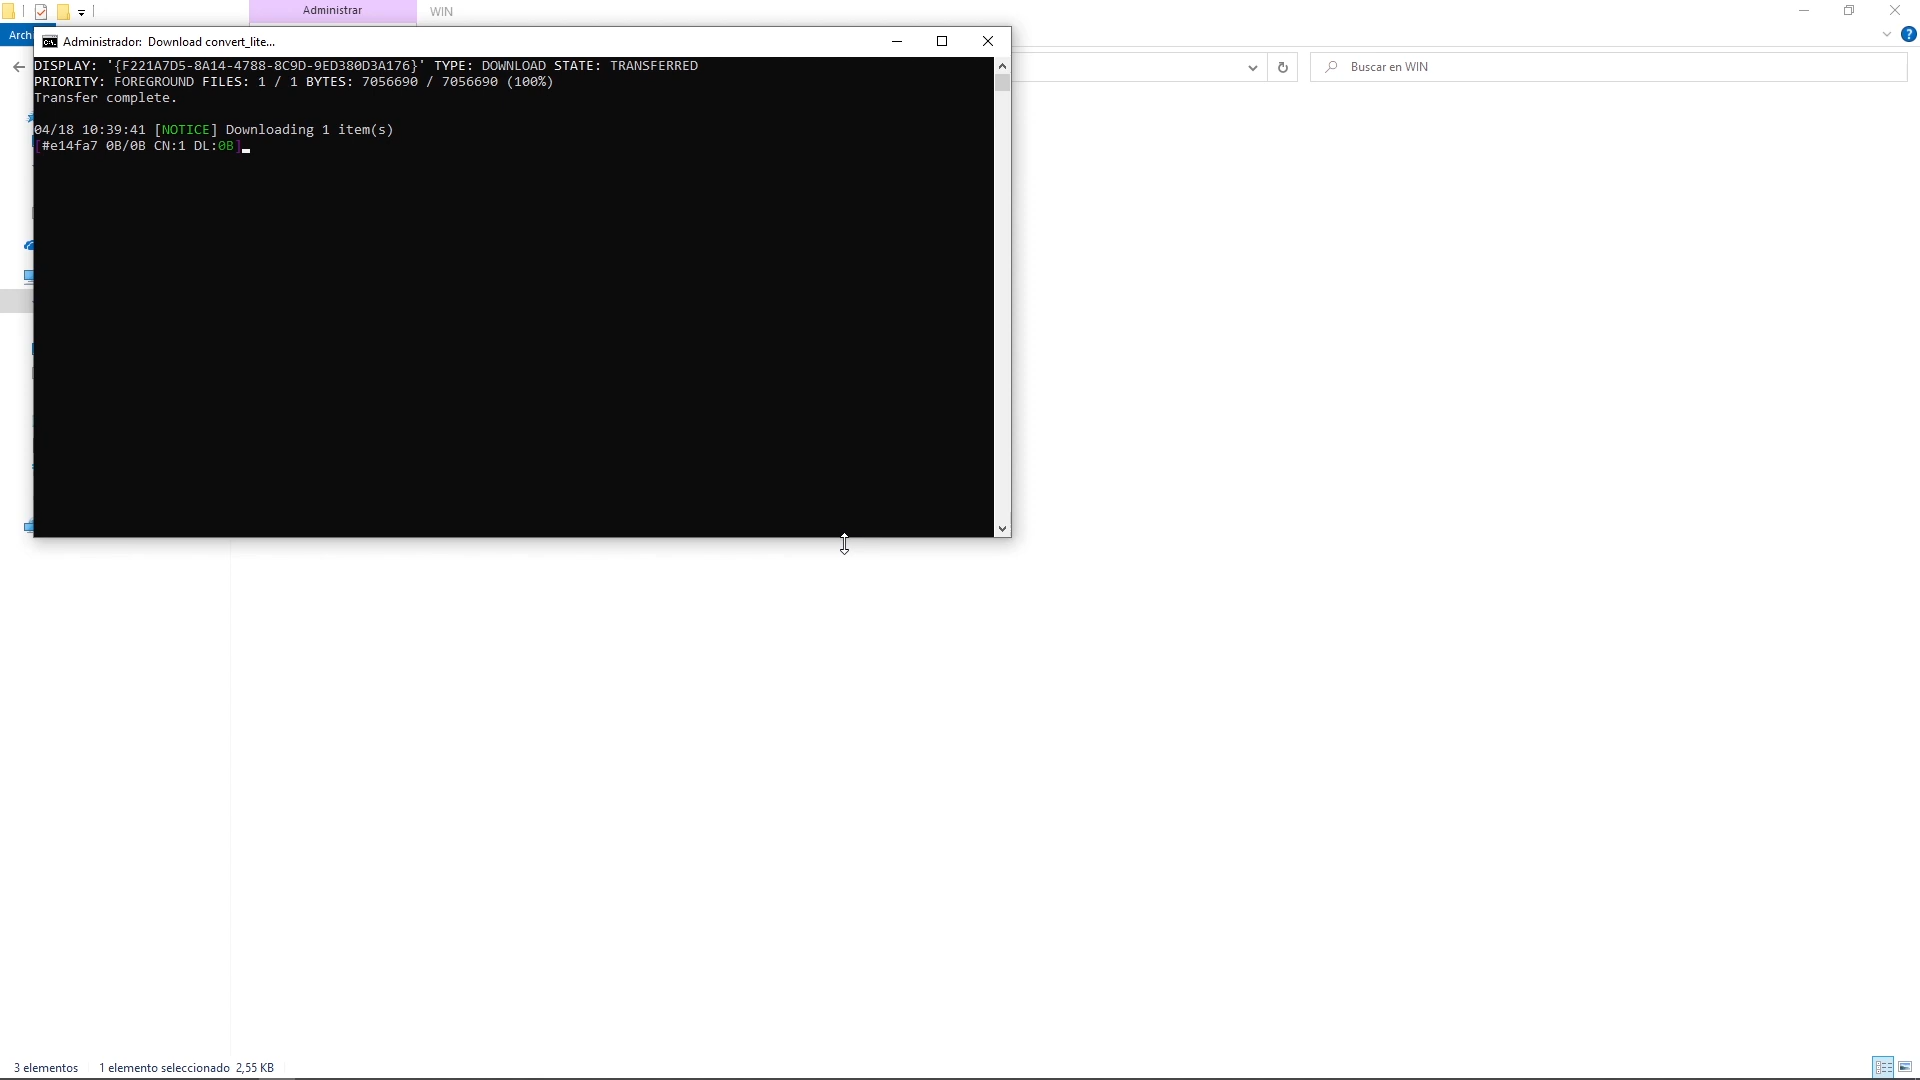 Administrar
WIN
Arch
Administrador: Download convert_lite...
Buscar en WIN
DISPLAY: '{F221A7D5-8A14-4788-8C9D-9ED380D3A176}' TYPE: DOWNLOAD STATE: TRANSFERRED
PRIORITY: FOREGROUND FILES: 1 / 1 BYTES: 7056690 / 7056690 (100%)
Transfer complete.
04/18 10:39:41 [NOTICE] Downloading 1 item(s)
[#e14fa7 0B/0B CN:1 DL:0B]
3 elementos
1 elemento seleccionado 2,55 KB